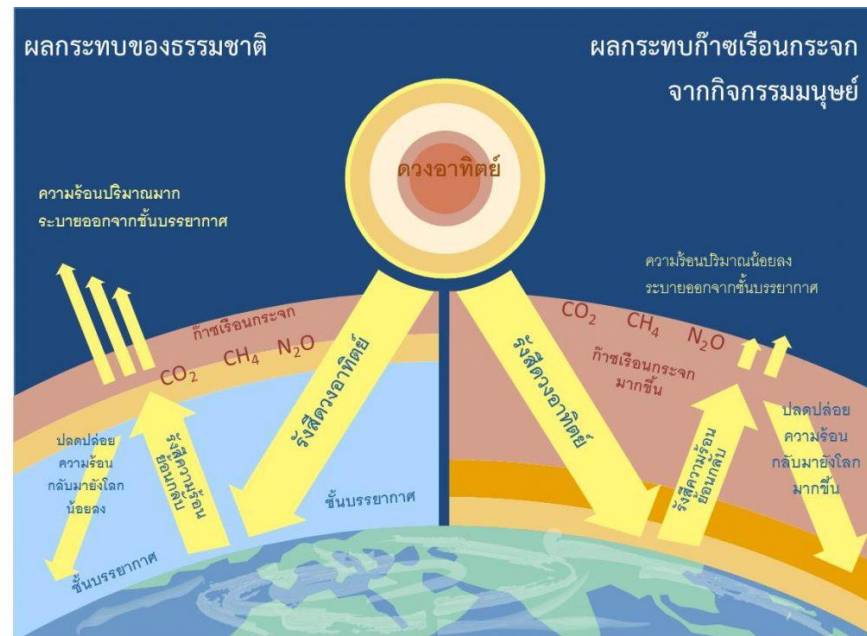 ผลกระทบของธรรมชาติ
ผลกระทบก๊าซเรือนกระจก
จากกิจกรรมมนุษย์
ดวงอาทิตย์
ความร้อนปริมาณมาก
ระบายออกจากชั้นบรรยากาศ
ก๊าซเรือนกระจก
CO2 CH4 N2O
รังสีดวงอาทิตย์
รังสีความร้อน
ย้อนกลับ
ปลดปล่อย
ความร้อน
กลับมายังโลก
น้อยลง
ชั้นบรรยากาศ
ชั้นบรรยากาศ
ความร้อนปริมาณน้อยลง
ระบายออกจากชั้นบรรยากาศ
CO2 CH4 N2O
ก๊าซเรือนกระจก
มากขึ้น
รังสีดวงอาทิตย์
รังสีความร้อน
ย้อนกลับ
ปลดปล่อย
ความร้อน
กลับมายังโลก
มากขึ้น